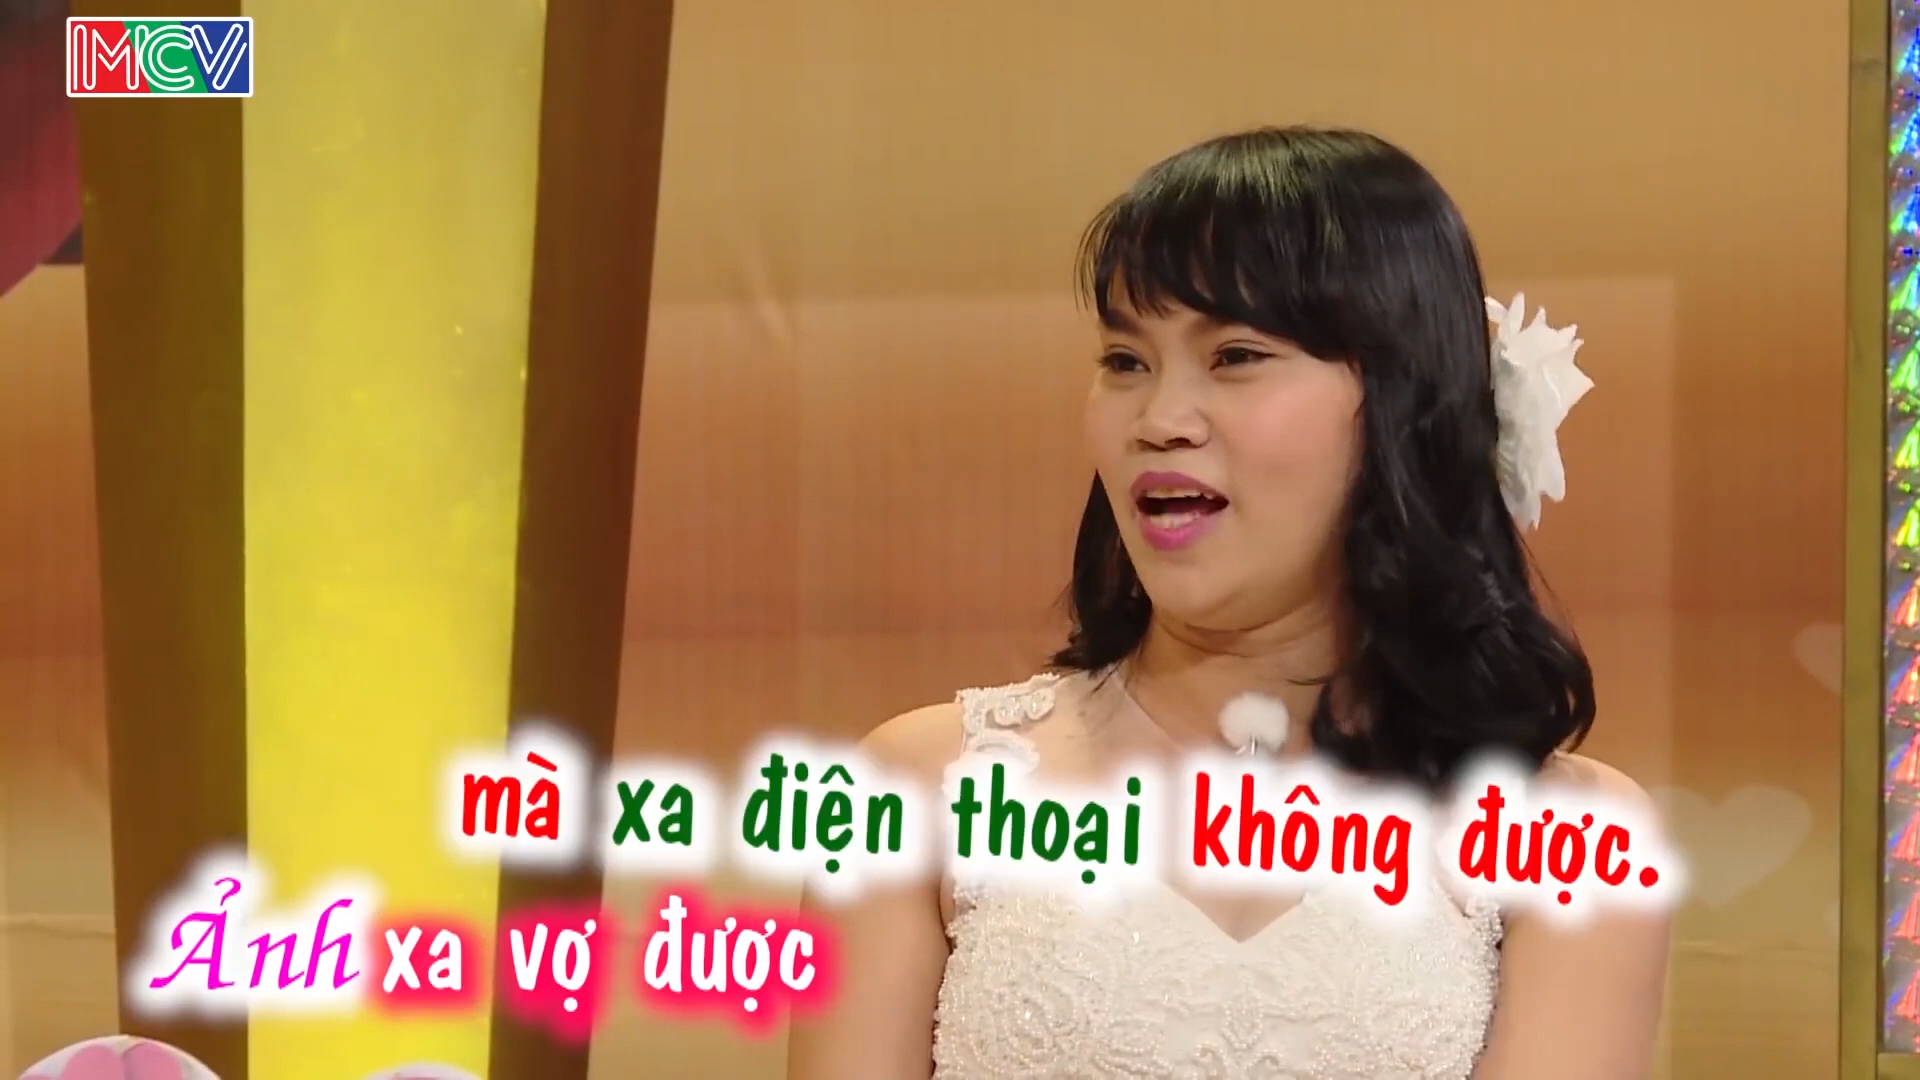 MCV
mà xa điện thoại không được.
Ảnh xa vợ được